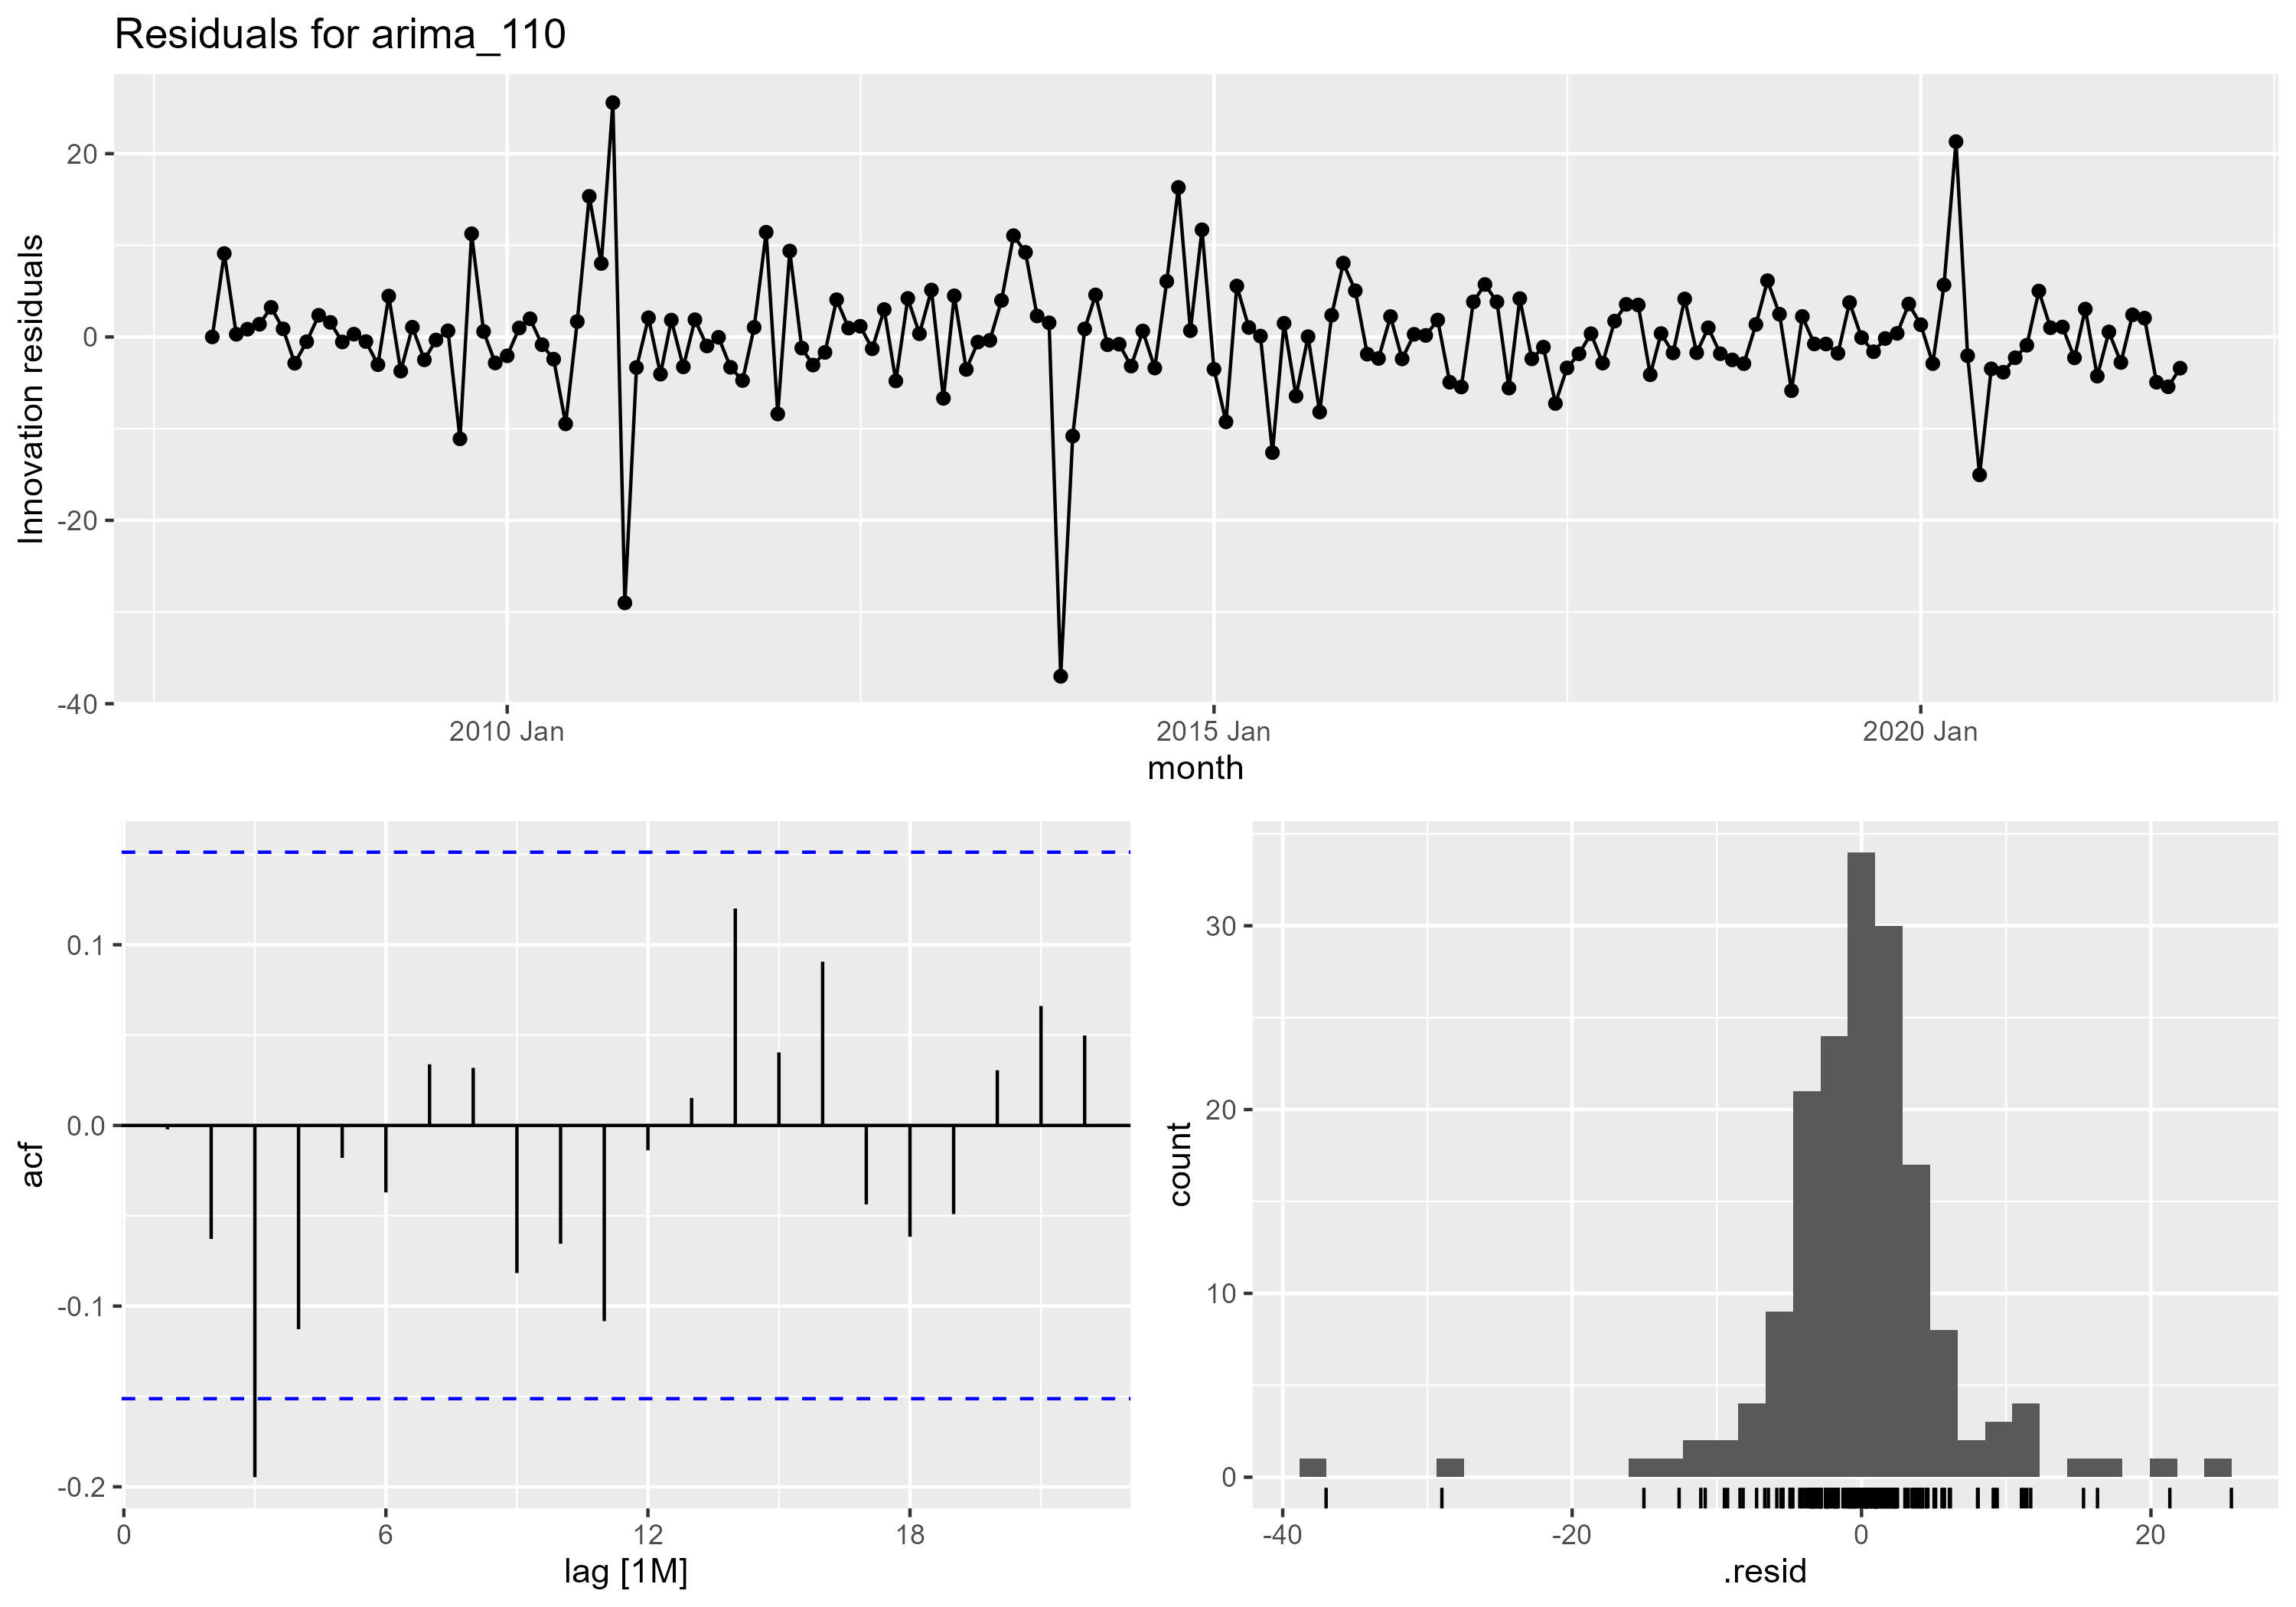 Residuals for arima_110
Innovation residuals
20
0
-20
-40
2010 Jan
2015 Jan
2020 Jan
month
acf
0.1
0.0
-0.1
-0.2
0
6
12
18
lag [1M]
count
30
20
10
0
-40
-20
0
20
.resid